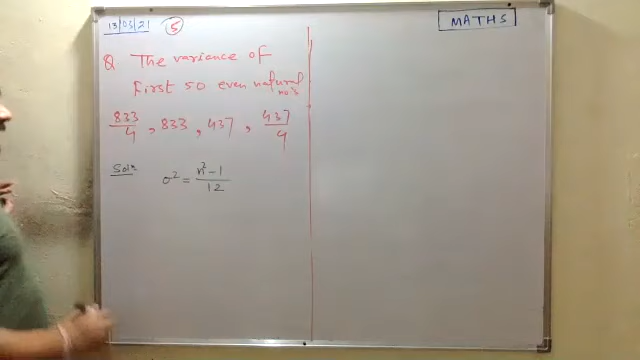 13/05/21 5 MATHS
Q. The variance of
First 50 even natural
no's
833/4, 833, 437, 437/4
Solⁿ σ² = n²-1/12